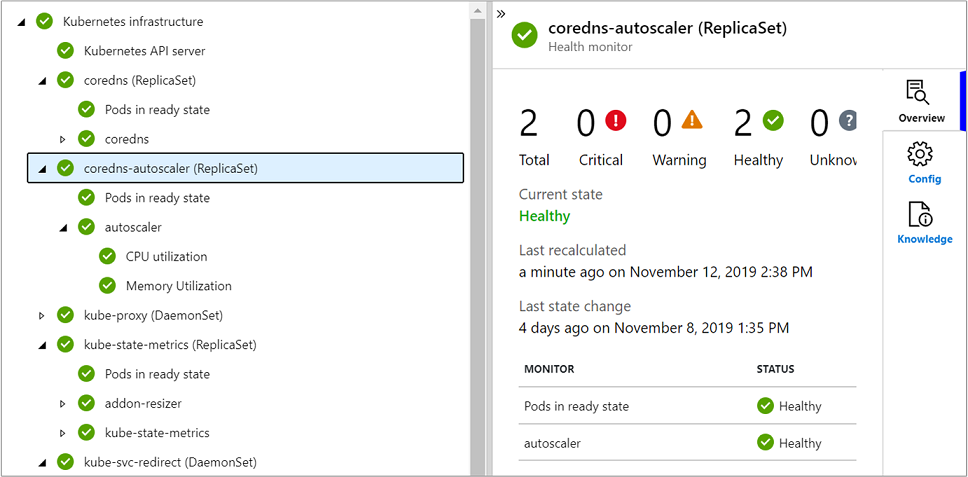 Kubernetes infrastructure
Kubernetes API server
coredns (ReplicaSet)
Pods in ready state
coredns
coredns-autoscaler (ReplicaSet)
Pods in ready state
autoscaler
CPU utilization
Memory Utilization
kube-proxy (DaemonSet)
kube-state-metrics (ReplicaSet)
Pods in ready state
addon-resizer
kube-state-metrics
kube-svc-redirect (DaemonSet)
»
coredns-autoscaler (ReplicaSet)
Health monitor
2 0 ! 0 ! 2 0 ?
Total Critical Warning Healthy Unknow
Current state
Healthy
Last recalculated
a minute ago on November 12, 2019 2:38 PM
Last state change
4 days ago on November 8, 2019 1:35 PM
MONITOR STATUS
Pods in ready state Healthy
autoscaler Healthy
Overview
Config
Knowledge